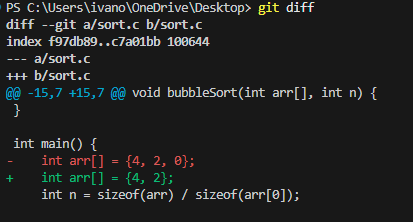 PS C:\Users\ivano\OneDrive\Desktop> git diff
diff --git a/sort.c b/sort.c
index f97db89..c7a01bb 100644
--- a/sort.c
+++ b/sort.c
@@ -15,7 +15,7 @@ void bubbleSort(int arr[], int n) {
 }

 int main() {
-    int arr[] = {4, 2, 0};
+    int arr[] = {4, 2};
     int n = sizeof(arr) / sizeof(arr[0]);